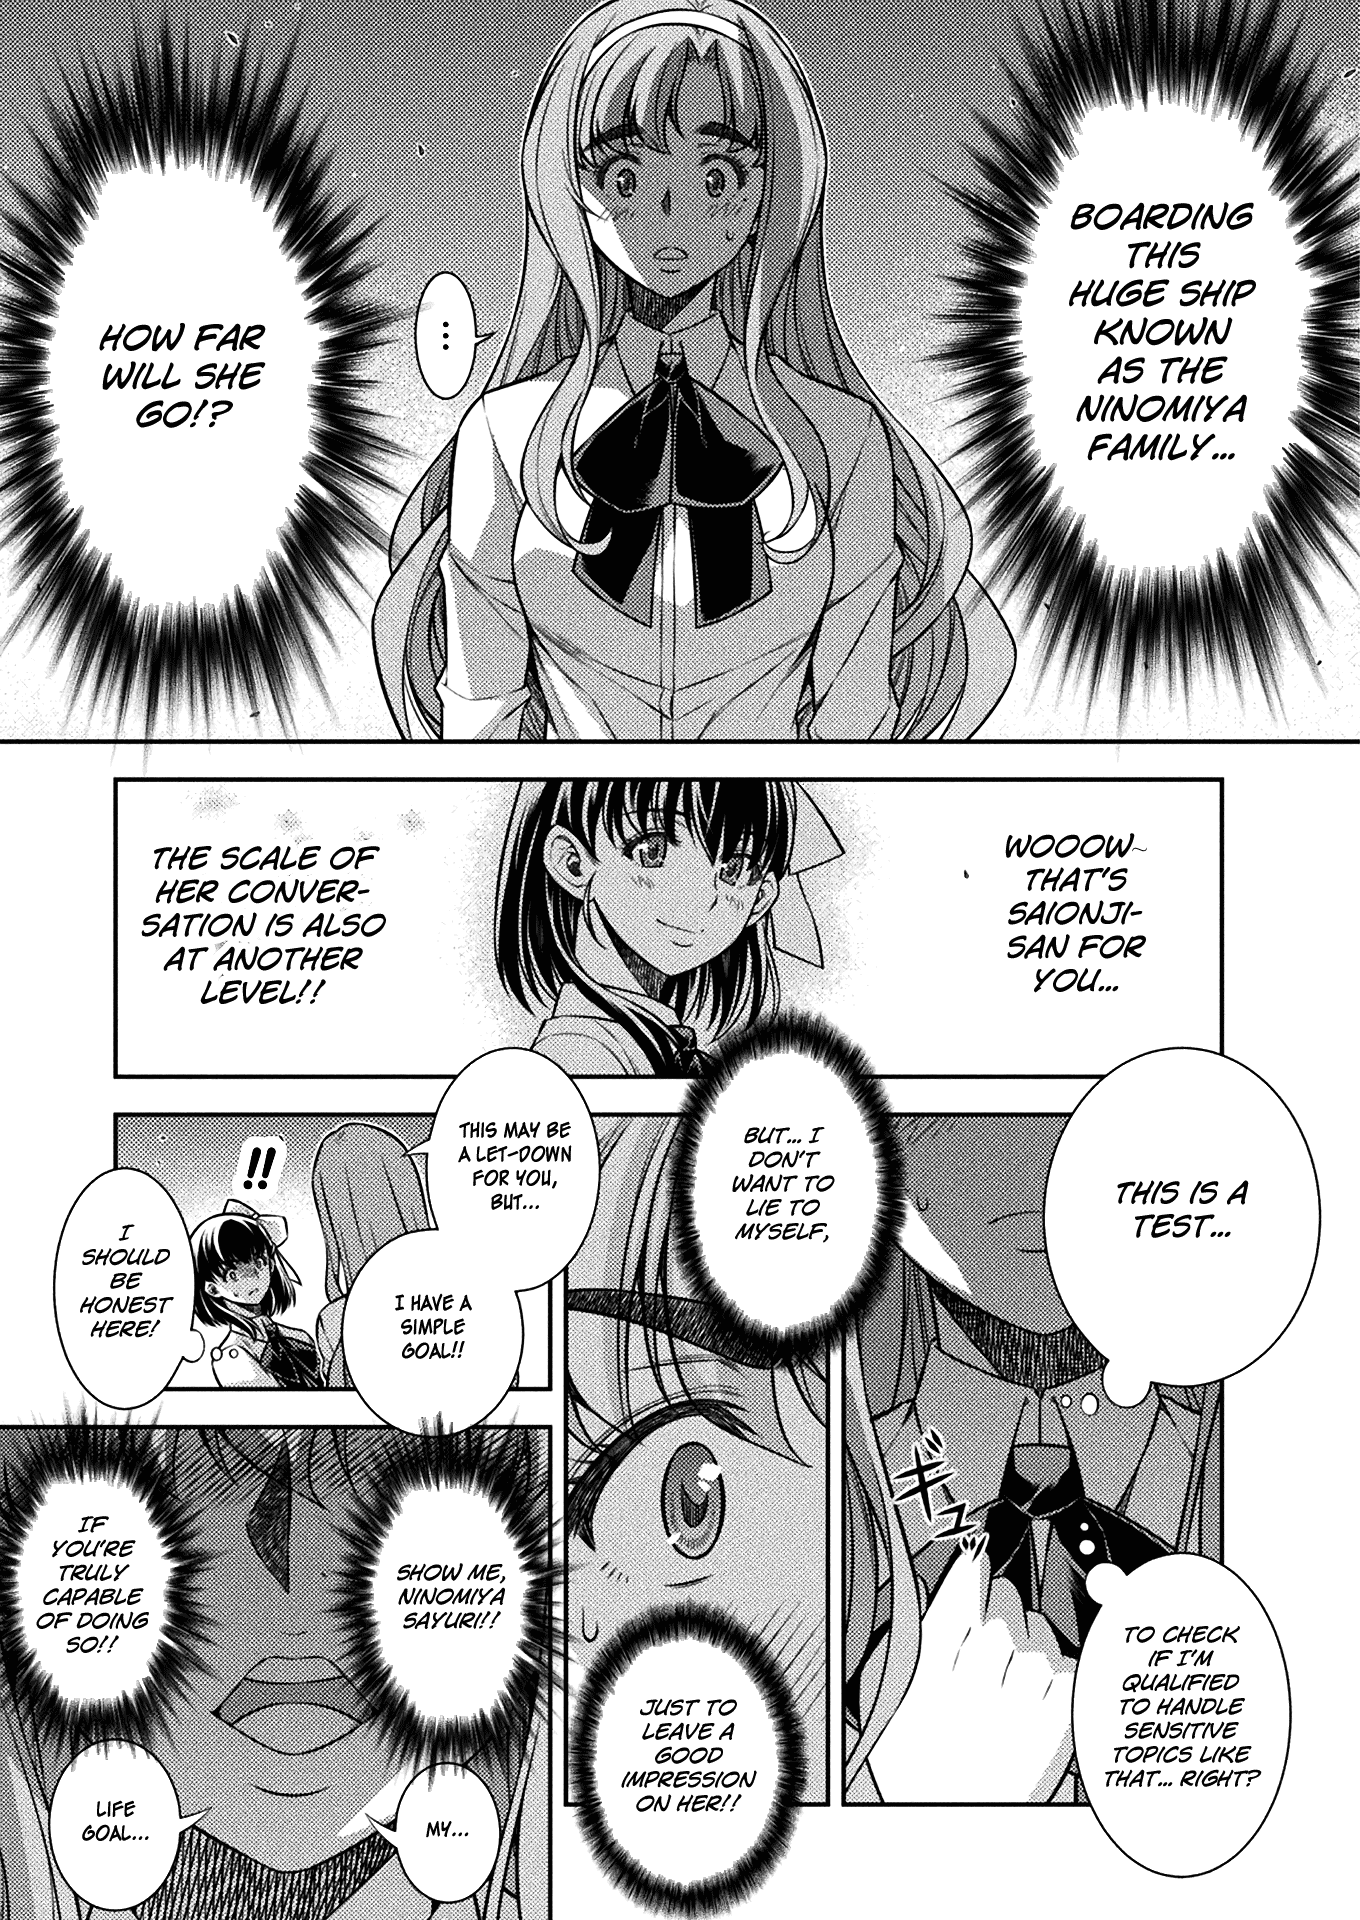 BOARDING
THIS
HUGE SHIP
KNOWN
AS THE
NINOMIYA
FAMILY...
...
HOW FAR
WILL SHE
GO!?
WOOOW~
THAT'S
SAIONJI-
SAN FOR
YOU...
THE SCALE OF
HER CONVER-
SATION IS ALSO
AT ANOTHER
LEVEL!!
THIS MAY BE
A LET-DOWN
FOR YOU,
BUT...
I HAVE A
SIMPLE
GOAL!!
!!
I
SHOULD
BE
HONEST
HERE!
THIS IS A
TEST...
ギュッ
TO CHECK
IF I'M
QUALIFIED
TO HANDLE
SENSITIVE
TOPICS LIKE
THAT... RIGHT?
BUT... I
DON'T
WANT TO
LIE TO
MYSELF,
JUST TO
LEAVE A
GOOD
IMPRESSION
ON HER!!
SHOW ME,
NINOMIYA
SAYURI!!
IF
YOU'RE
TRULY
CAPABLE
OF DOING
SO!!
MY...
LIFE
GOAL...